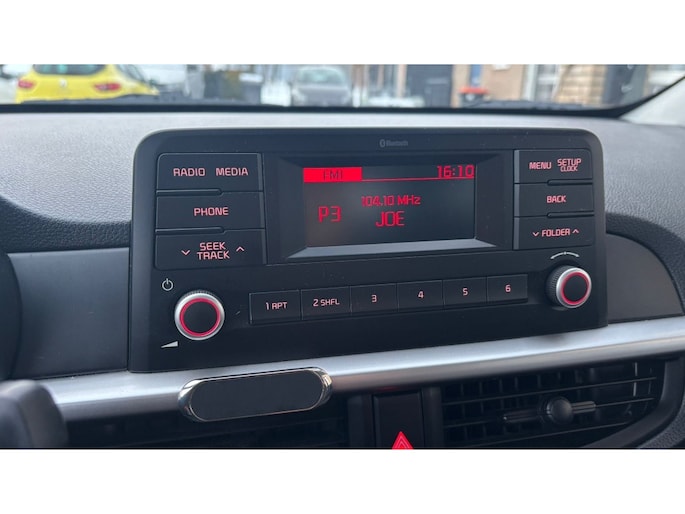 Bluetooth
RADIO MEDIA
PHONE
SEEK
TRACK
FM1 16:10
104.10 MHz
P3 JOE
MENU SETUP
CLOCK
BACK
FOLDER
1 RPT 2 SHFL 3 4 5 6